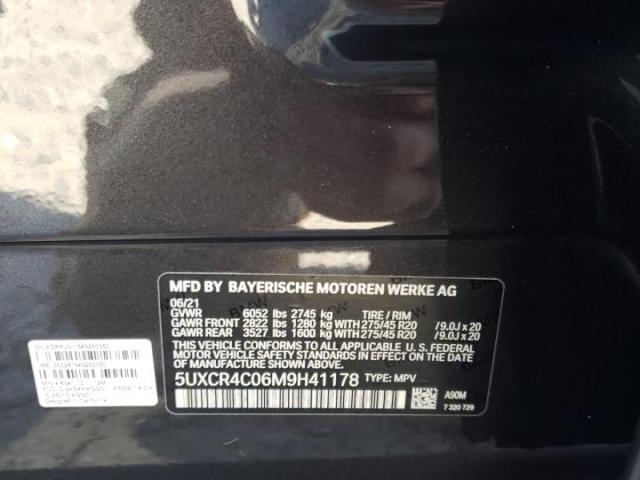 MFD BY BAYERISCHE MOTOREN WERKE AG
06/21
GVWR 6052 lbs 2745 kg TIRE / RIM
GAWR FRONT 2822 lbs 1280 kg WITH 275/45 R20 / 9.0J x 20
GAWR REAR 3527 lbs 1600 kg WITH 275/45 R20 / 9.0J x 20
THIS VEHICLE CONFORMS TO ALL APPLICABLE U.S. FEDERAL
MOTOR VEHICLE SAFETY STANDARDS IN EFFECT ON THE DATE
OF MANUFACTURE SHOWN ABOVE.
5UXCR4C06M9H41178 TYPE: MPV
A90M
7 320 729
Designed in California